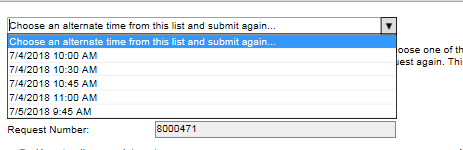 Choose an alternate time from this list and submit again...
Choose an alternate time from this list and submit again...
oose one of th
7/4/2018 10:00 AM
uest again. This
7/4/2018 10:30 AM
7/4/2018 10:45 AM
7/4/2018 11:00 AM
7/5/2018 9:45 AM
Request Number: 8000471